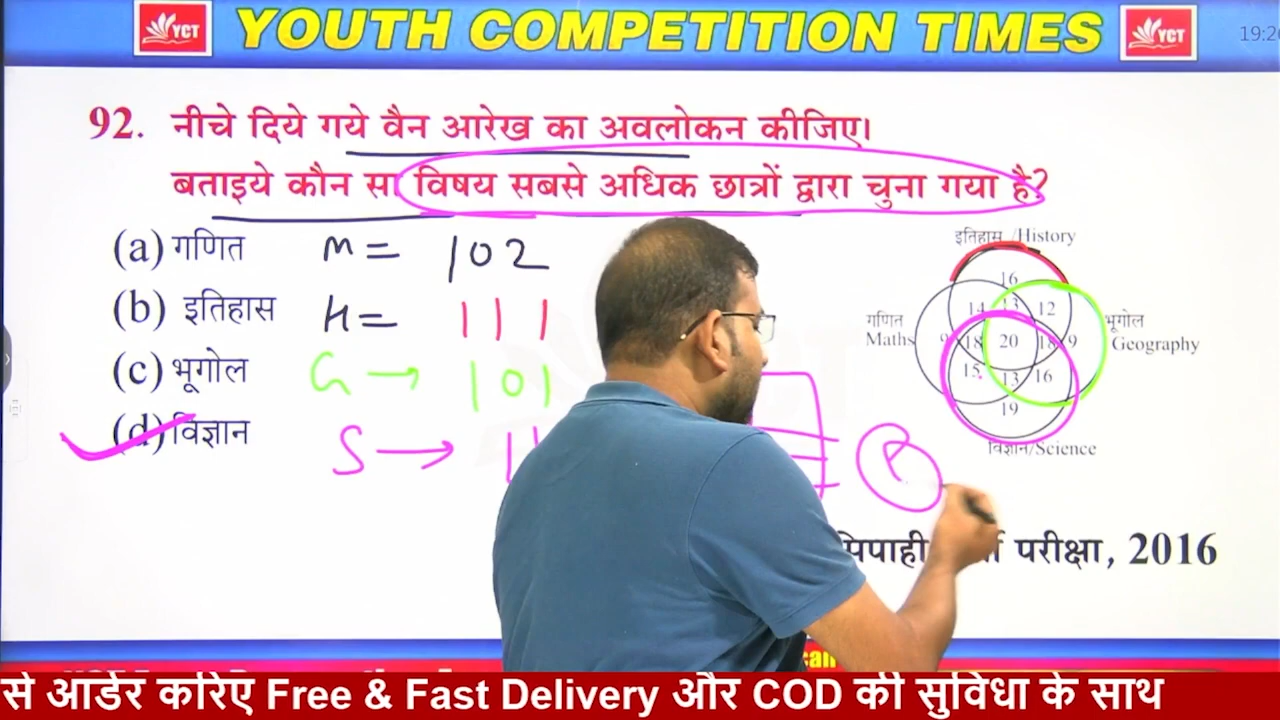 YCT YOUTH COMPETITION TIMES YCT
19:20
92. नीचे दिये गये वैन आरेख का अवलोकन कीजिए।
बताइये कौन सा विषय सबसे अधिक छात्रों द्वारा चुना गया है?
(a) गणित M = 102
(b) इतिहास H = 111
(c) भूगोल G → 101
(d) विज्ञान S →
इतिहास /History
16
14 13 12
गणित
Maths
भूगोल
Geography
9 18 20 18 9
15 13 16
19
विज्ञान/Science
सिपाही परीक्षा, 2016
से आर्डर करिए Free & Fast Delivery और COD की सुविधा के साथ